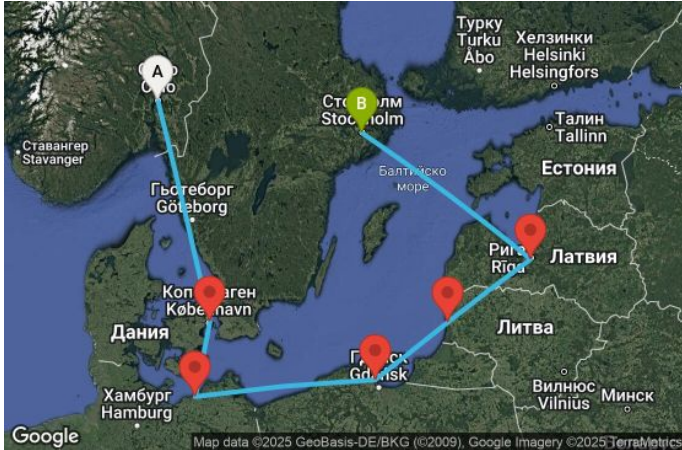 Турку
Turku
Åbo
Хелзинки
Helsinki
Helsingfors
A
Oslo
B
Стокхолм
Stockholm
Талин
Tallinn
Ставангер
Stavanger
Балтийско
море
Естония
Гьотеборг
Göteborg
Рига
Rīga
Латвия
Копенхаген
København
Дания
Литва
Гданск
Gdańsk
Хамбург
Hamburg
Вилнюс
Vilnius
Минск
Google
Map data ©2025 GeoBasis-DE/BKG (©2009), Google Imagery ©2025 TerraMetrics